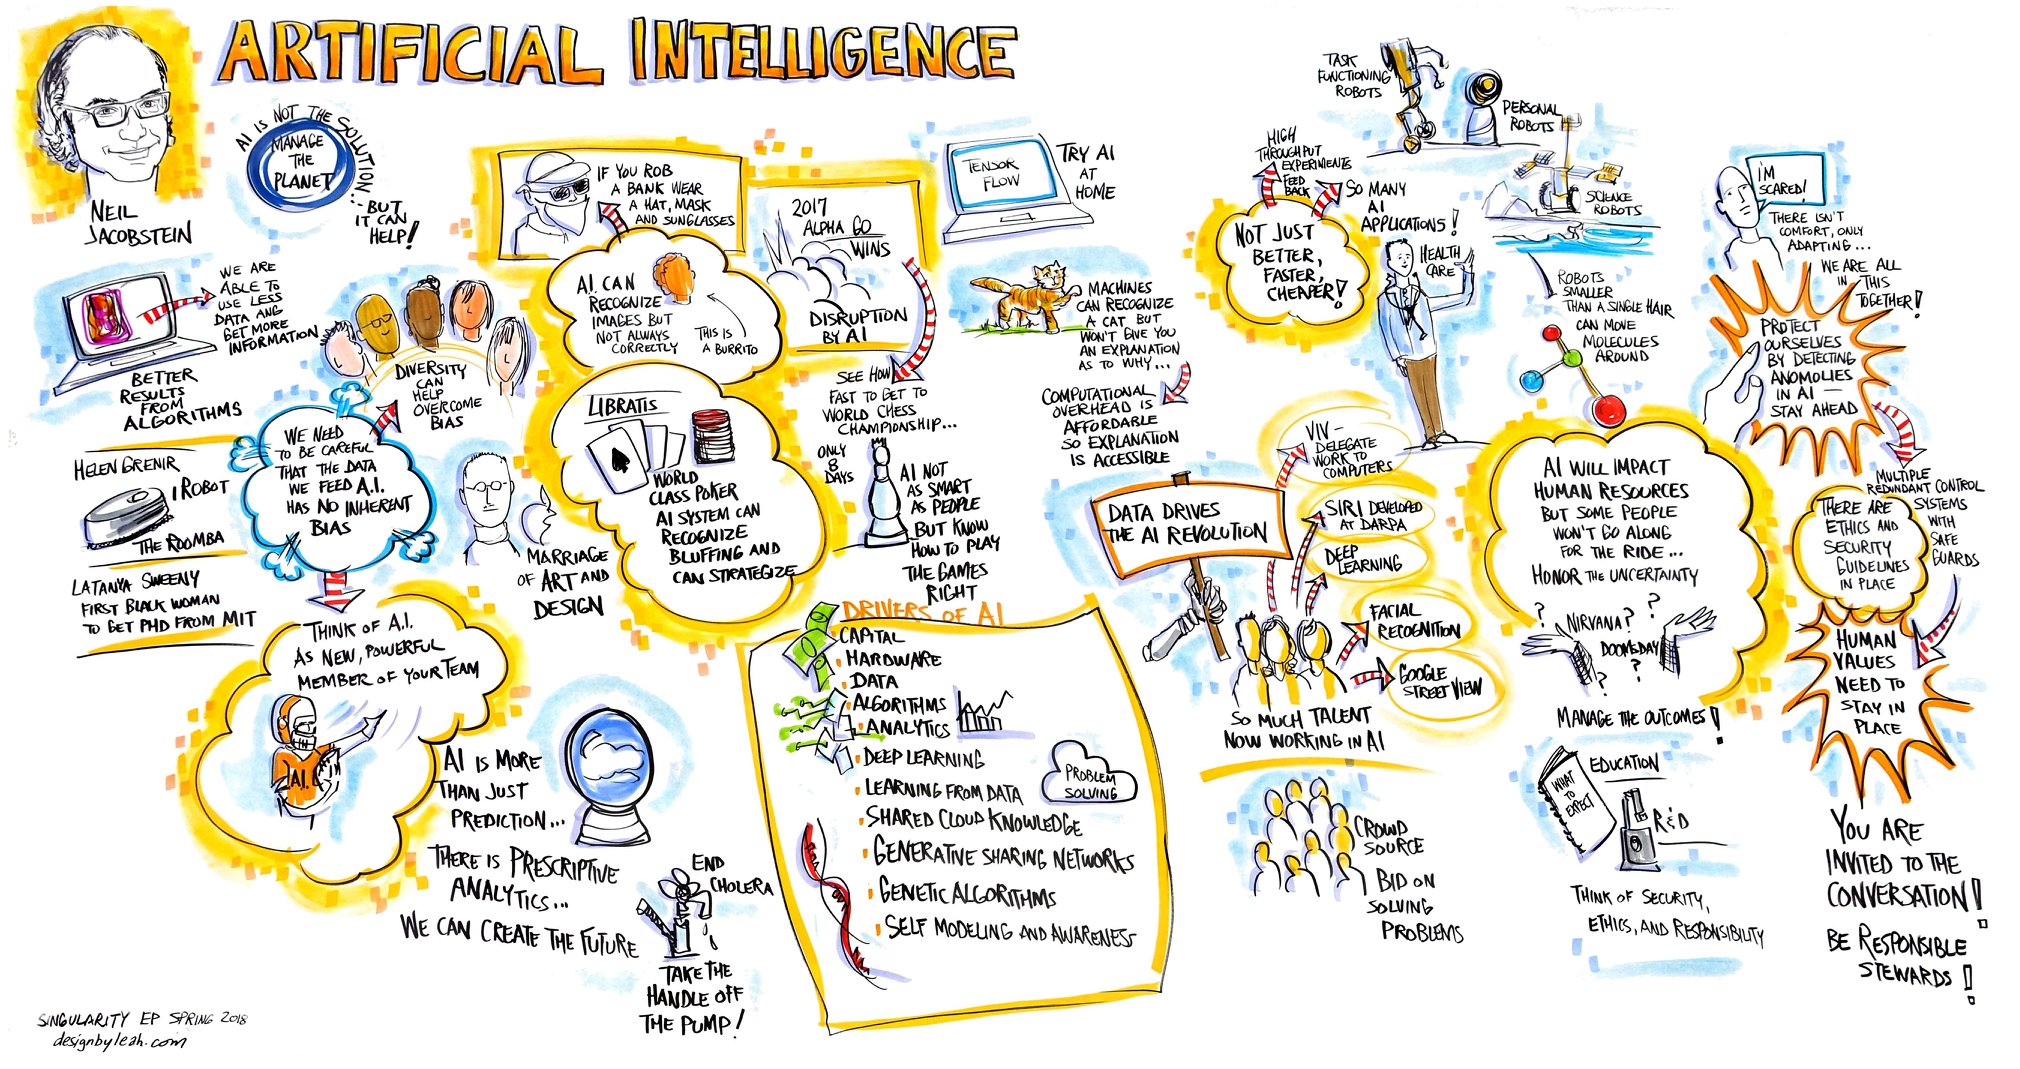 ARTIFICIAL INTELLIGENCE
NEIL
JACOBSTEIN
AI IS NOT THE SOLUTION...
MANAGE
THE
PLANET
...BUT
IT CAN
HELP!
WE ARE
ABLE TO
USE LESS
DATA AND
GET MORE
INFORMATION
BETTER
RESULTS
FROM
ALGORITHMS
HELEN GRENIR
IROBOT
THE ROOMBA
LATANYA SWEENY
FIRST BLACK WOMAN
TO GET PHD FROM MIT
DIVERSITY
CAN
HELP
OVERCOME
BIAS
WE NEED
TO BE CAREFUL
THAT THE DATA
WE FEED A.I.
HAS NO INHERENT
BIAS
THINK OF A.I.
AS NEW, POWERFUL
MEMBER OF YOUR TEAM
A.I.
MARRIAGE
OF ART AND
DESIGN
IF YOU ROB
A BANK WEAR
A HAT, MASK
AND SUNGLASSES
A.I. CAN
RECOGNIZE
IMAGES BUT
NOT ALWAYS
CORRECTLY
THIS IS
A BURRITO
LIBRATIS
WORLD
CLASS POKER
AI SYSTEM CAN
RECOGNIZE
BLUFFING AND
CAN STRATEGIZE
2017
ALPHA GO
WINS
DISRUPTION
BY AI
SEE HOW
FAST TO GET TO
WORLD CHESS
CHAMPIONSHIP...
ONLY
8
DAYS
AI NOT
AS SMART
AS PEOPLE
BUT KNOW
HOW TO PLAY
THE GAMES
RIGHT
TENSOR
FLOW
TRY AI
AT
HOME
MACHINES
CAN RECOGNIZE
A CAT BUT
WON'T GIVE YOU
AN EXPLANATION
AS TO WHY...
COMPUTATIONAL
OVERHEAD IS
AFFORDABLE
SO EXPLANATION
IS ACCESSIBLE
AI IS MORE
THAN JUST
PREDICTION...
THERE IS PRESCRIPTIVE
ANALYTICS...
WE CAN CREATE THE FUTURE
END
CHOLERA
TAKE THE
HANDLE OFF
THE PUMP!
DRIVERS OF AI
CAPITAL
HARDWARE
DATA
ALGORITHMS
ANALYTICS
DEEP LEARNING
LEARNING FROM DATA
SHARED CLOUD KNOWLEDGE
GENERATIVE SHARING NETWORKS
GENETIC ALGORITHMS
SELF MODELING AND AWARENESS
PROBLEM
SOLVING
DATA DRIVES
THE AI REVOLUTION
VIV –
DELEGATE
WORK TO
COMPUTERS
SIRI DEVELOPED
AT DARPA
DEEP
LEARNING
FACIAL
RECOGNITION
GOOGLE
STREET VIEW
SO MUCH TALENT
NOW WORKING IN AI
CROWD
SOURCE
BID ON
SOLVING
PROBLEMS
HIGH
THROUGHPUT
EXPERIMENTS
FEED
BACK
NOT JUST
BETTER,
FASTER,
CHEAPER!
SO MANY
AI
APPLICATIONS!
HEALTH
CARE
TASK
FUNCTIONING
ROBOTS
PERSONAL
ROBOTS
SCIENCE
ROBOTS
ROBOTS
SMALLER
THAN A SINGLE HAIR
CAN MOVE
MOLECULES
AROUND
AI WILL IMPACT
HUMAN RESOURCES
BUT SOME PEOPLE
WON'T GO ALONG
FOR THE RIDE...
HONOR THE UNCERTAINTY
? NIRVANA? ?
DOOMSDAY
? ?
MANAGE THE OUTCOMES!
WHAT
TO
EXPECT
EDUCATION
R&D
THINK OF SECURITY,
ETHICS, AND RESPONSIBILITY
I'M
SCARED!
THERE ISN'T
COMFORT, ONLY
ADAPTING...
WE ARE ALL
IN THIS
TOGETHER!
PROTECT
OURSELVES
BY DETECTING
ANOMOLIES
IN AI
STAY AHEAD
MULTIPLE
REDUNDANT CONTROL
SYSTEMS
WITH
SAFE
GUARDS
THERE ARE
ETHICS AND
SECURITY
GUIDELINES
IN PLACE
HUMAN
VALUES
NEED TO
STAY IN
PLACE
YOU ARE
INVITED TO THE
CONVERSATION!
BE RESPONSIBLE
STEWARDS!
SINGULARITY EP SPRING 2018
designbyleah.com